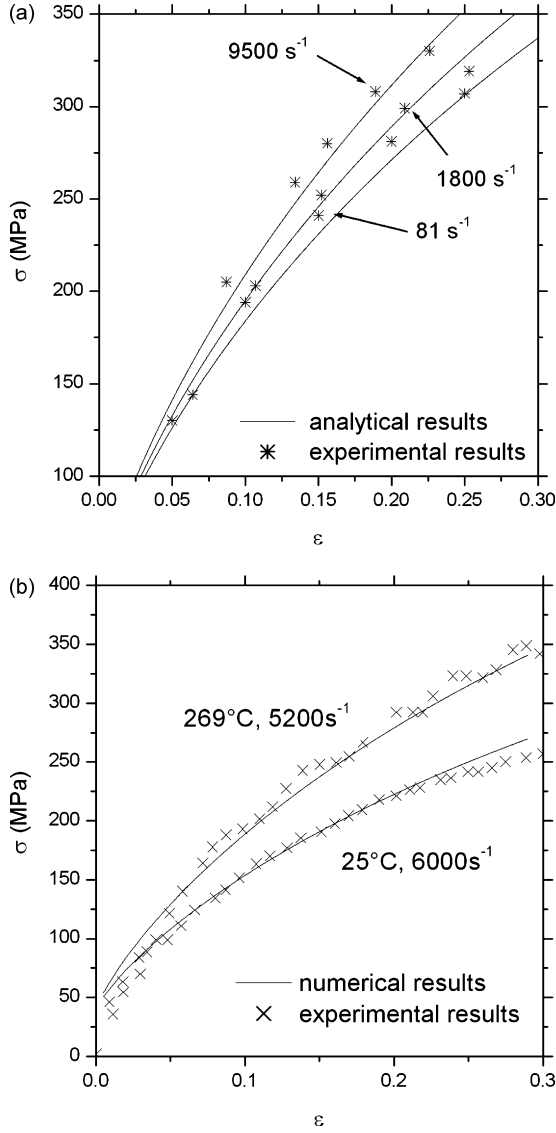 (a)
350
300
250
200
150
100
σ (MPa)
9500 s⁻¹
1800 s⁻¹
81 s⁻¹
analytical results
experimental results
0.00 0.05 0.10 0.15 0.20 0.25 0.30
ε
(b)
400
350
300
250
200
150
100
50
0
σ (MPa)
269°C, 5200s⁻¹
25°C, 6000s⁻¹
numerical results
experimental results
0.0 0.1 0.2 0.3
ε